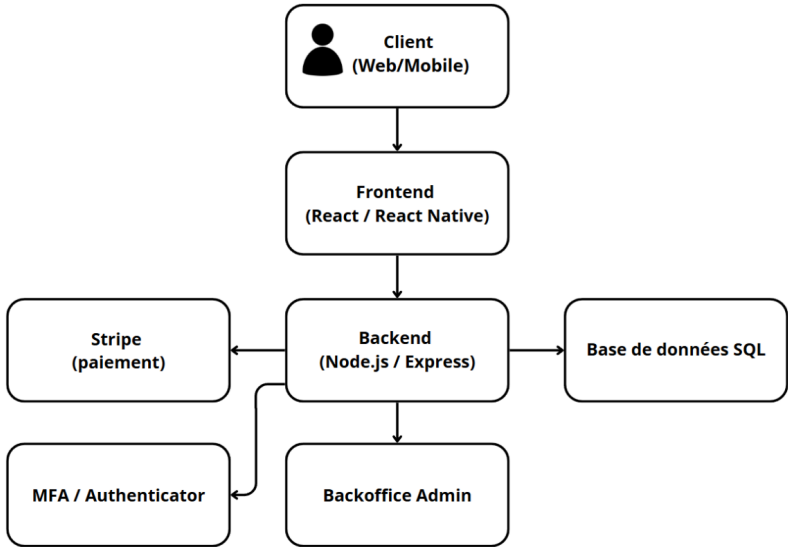 Client
(Web/Mobile)
Frontend
(React / React Native)
Stripe
(paiement)
Backend
(Node.js / Express)
Base de données SQL
MFA / Authenticator
Backoffice Admin